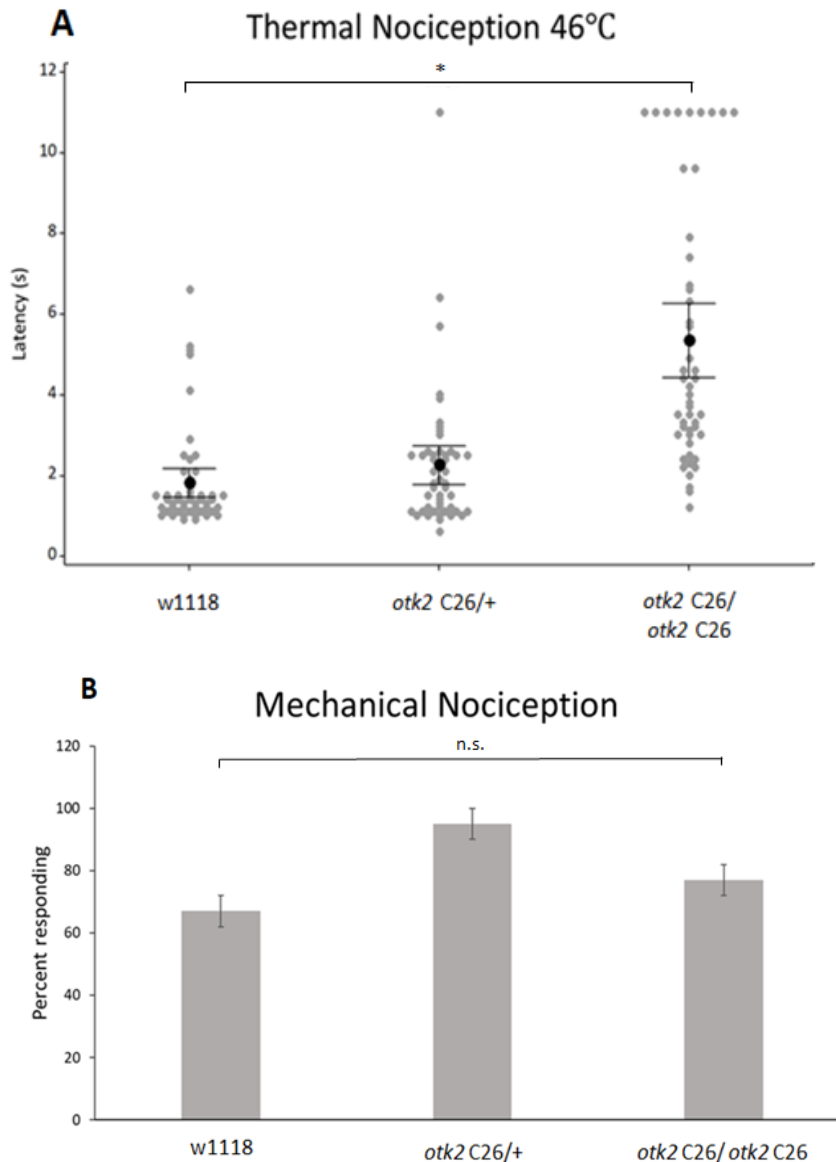 A
Thermal Nociception 46℃
*
12
10
8
6
4
2
0
Latency (s)
w1118
otk2 C26/+
otk2 C26/
otk2 C26
B
Mechanical Nociception
n.s.
120
100
80
60
40
20
0
Percent responding
w1118
otk2 C26/+
otk2 C26/ otk2 C26